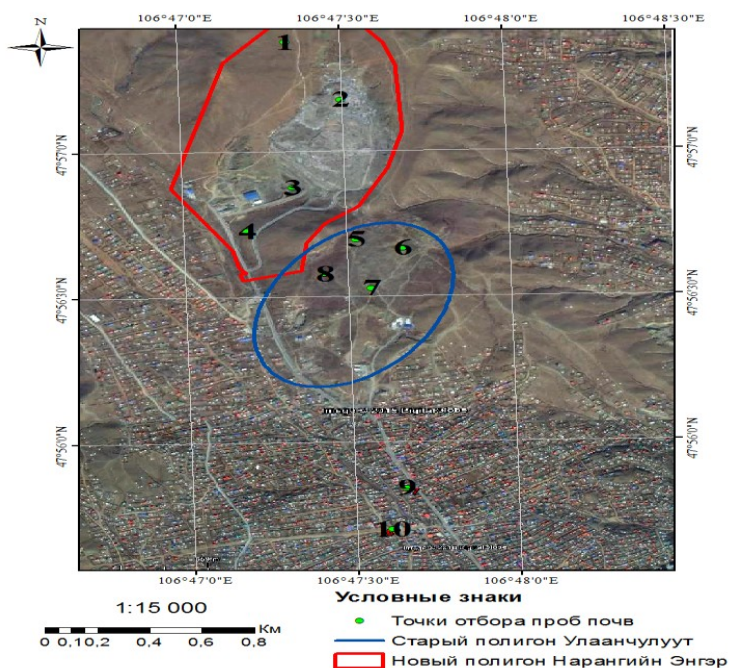 106°47'0"E 106°47'30"E 106°48'0"E 106°48'30"E
N
1
2
47°57'0"N 47°57'0"N
3
4
5
6
8
7
47°56'30"N 47°56'30"N
47°56'0"N 47°56'0"N
9
10
106°47'0"E 106°47'30"E 106°48'0"E
1:15 000
Км
0 0,1 0,2 0,4 0,6 0,8
Условные знаки
Точки отбора проб почв
Старый полигон Улаанчулуут
Новый полигон Нарангийн Энгэр